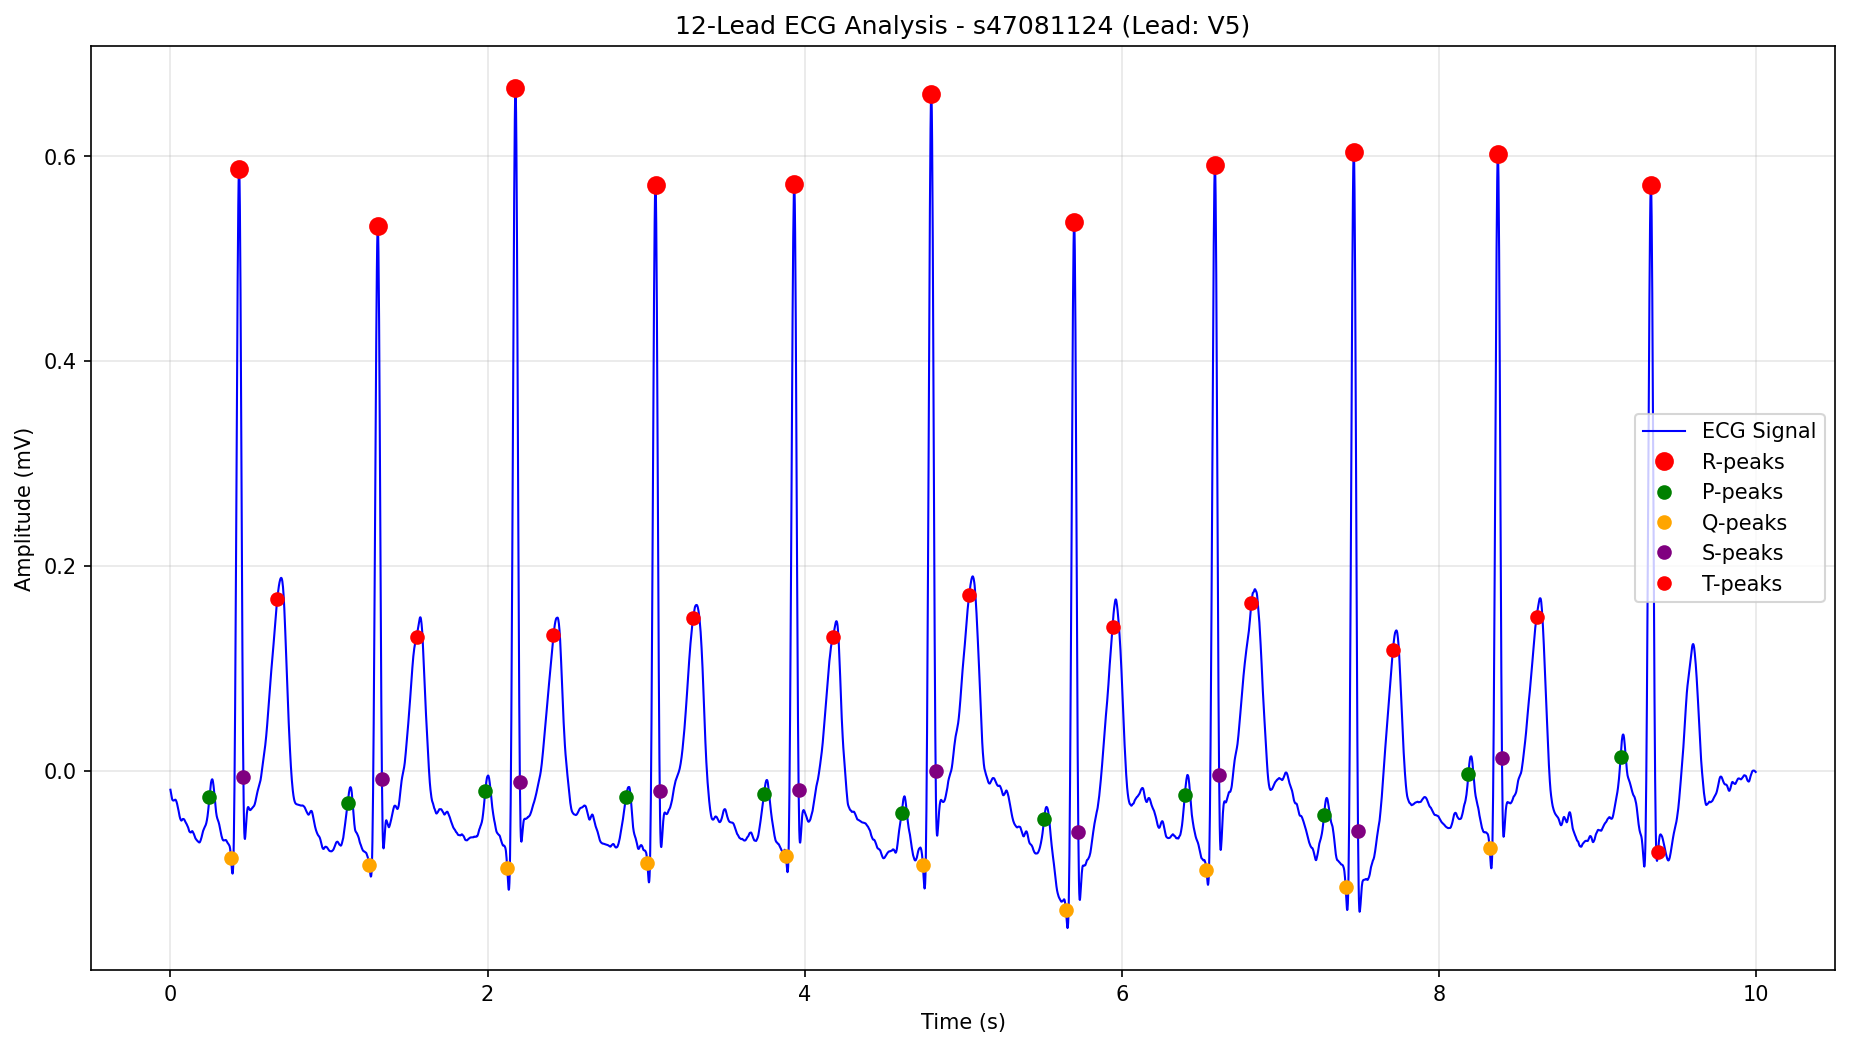 12-Lead ECG Analysis - s47081124 (Lead: V5)
Amplitude (mV)
0.6
0.4
0.2
0.0
ECG Signal
R-peaks
P-peaks
Q-peaks
S-peaks
T-peaks
0 2 4 6 8 10
Time (s)